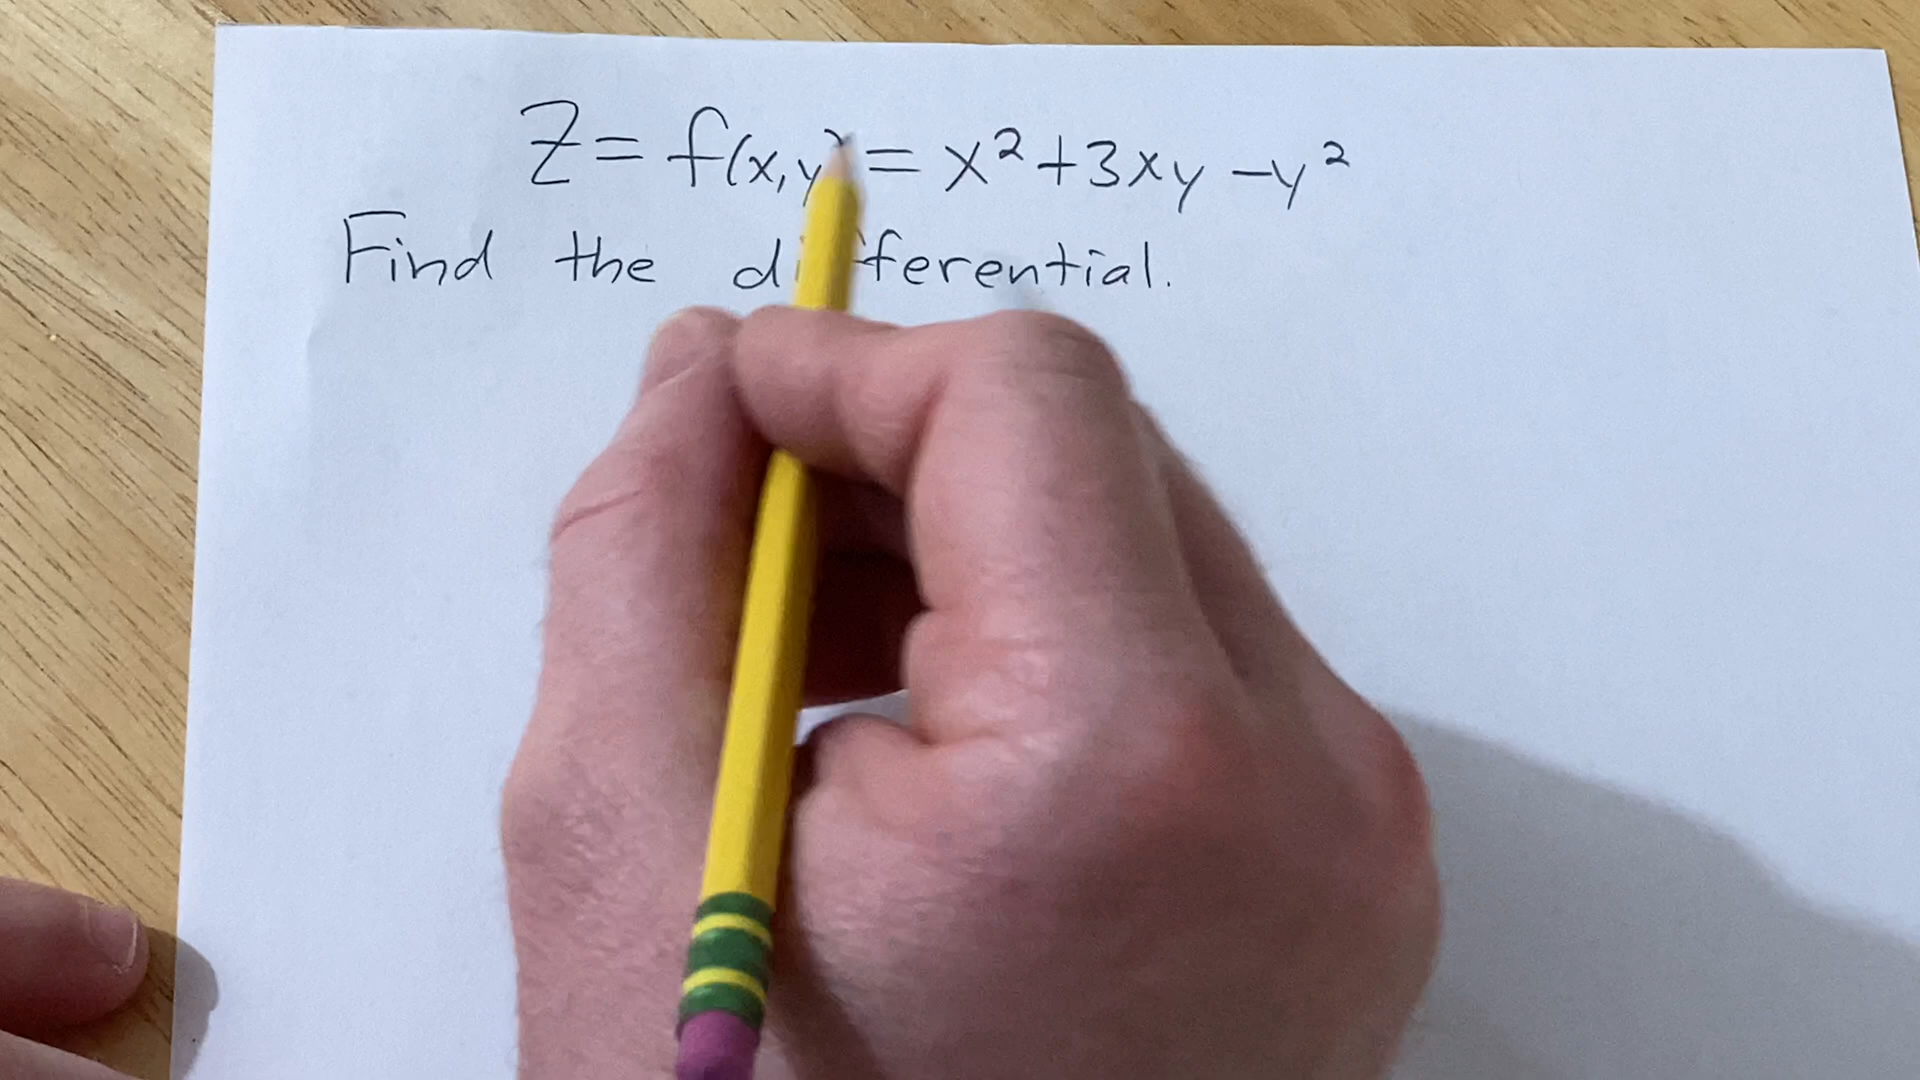 Z = f(x,y) = x² + 3xy - y²
Find the differential.